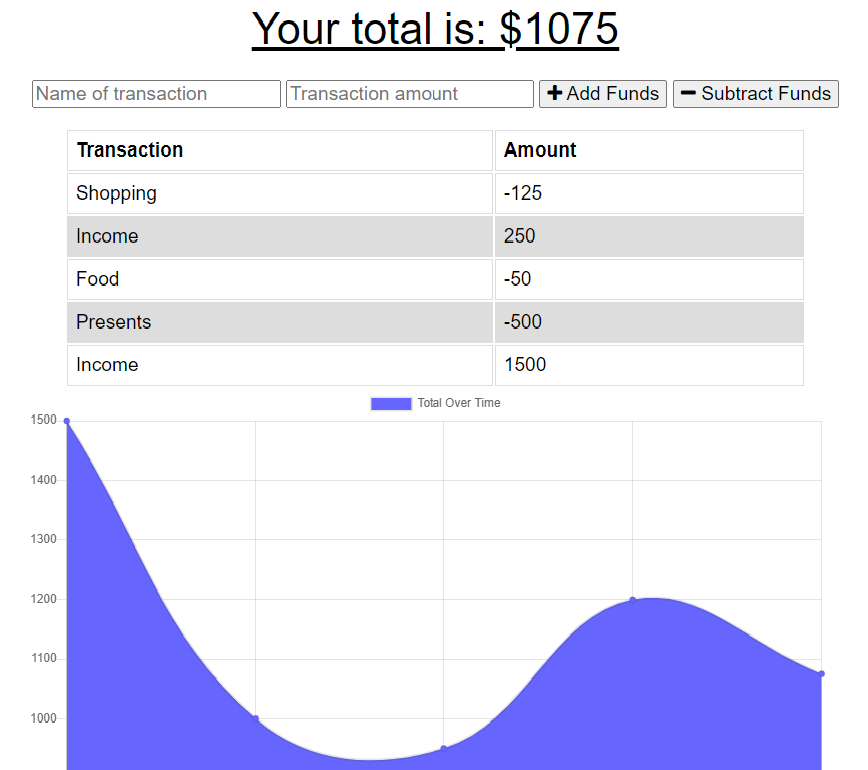 Your total is: $1075
Name of transaction Transaction amount Add Funds Subtract Funds
Transaction Amount
Shopping -125
Income 250
Food -50
Presents -500
Income 1500
Total Over Time
1500
1400
1300
1200
1100
1000